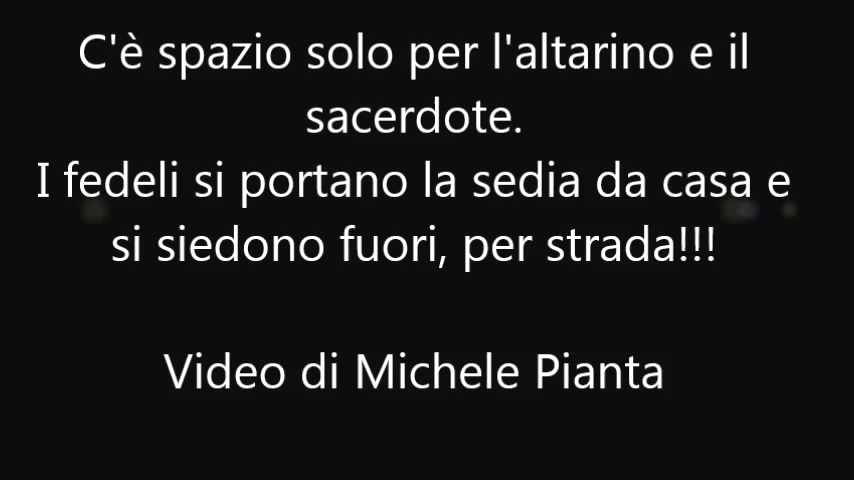 C'è spazio solo per l'altarino e il
sacerdote.
I fedeli si portano la sedia da casa e
si siedono fuori, per strada!!!
Video di Michele Pianta